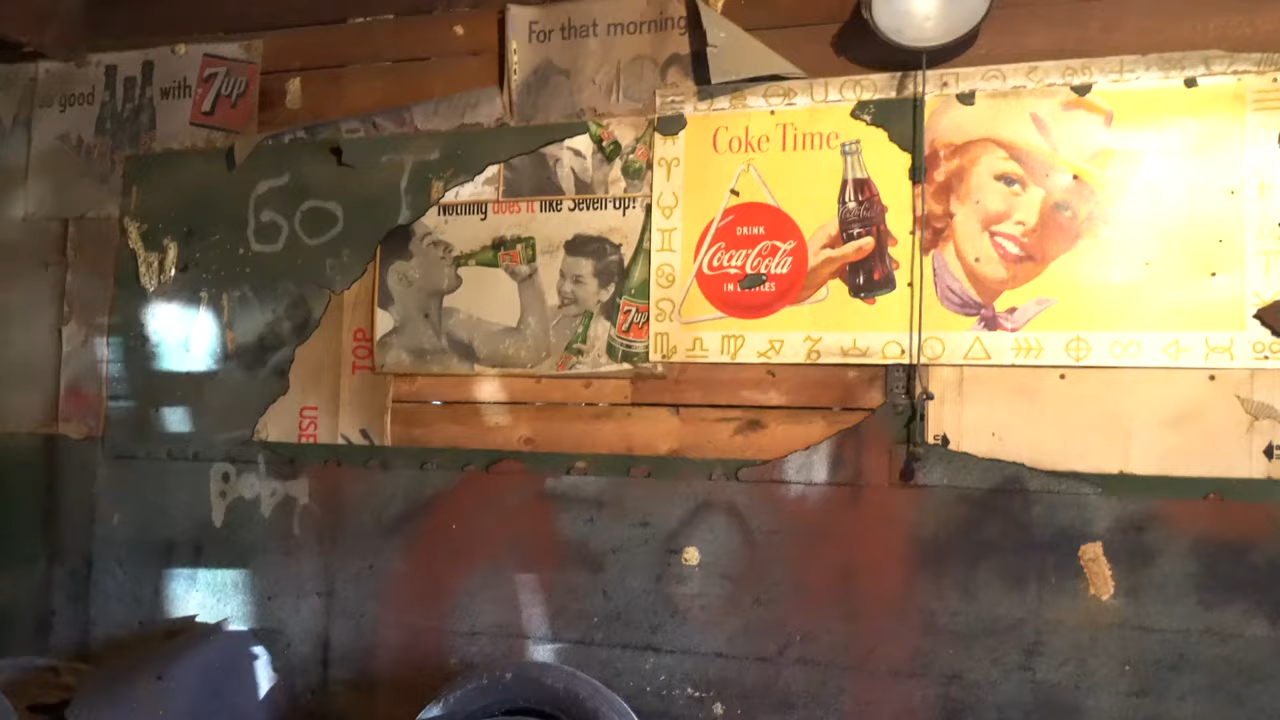 For that morning
so good
with
7up
GO T
Nothing does it like Seven-up!
7up
TOP
USE
Coke Time
DRINK
Coca-Cola
IN BOTTLES
Coca-Cola
Baby